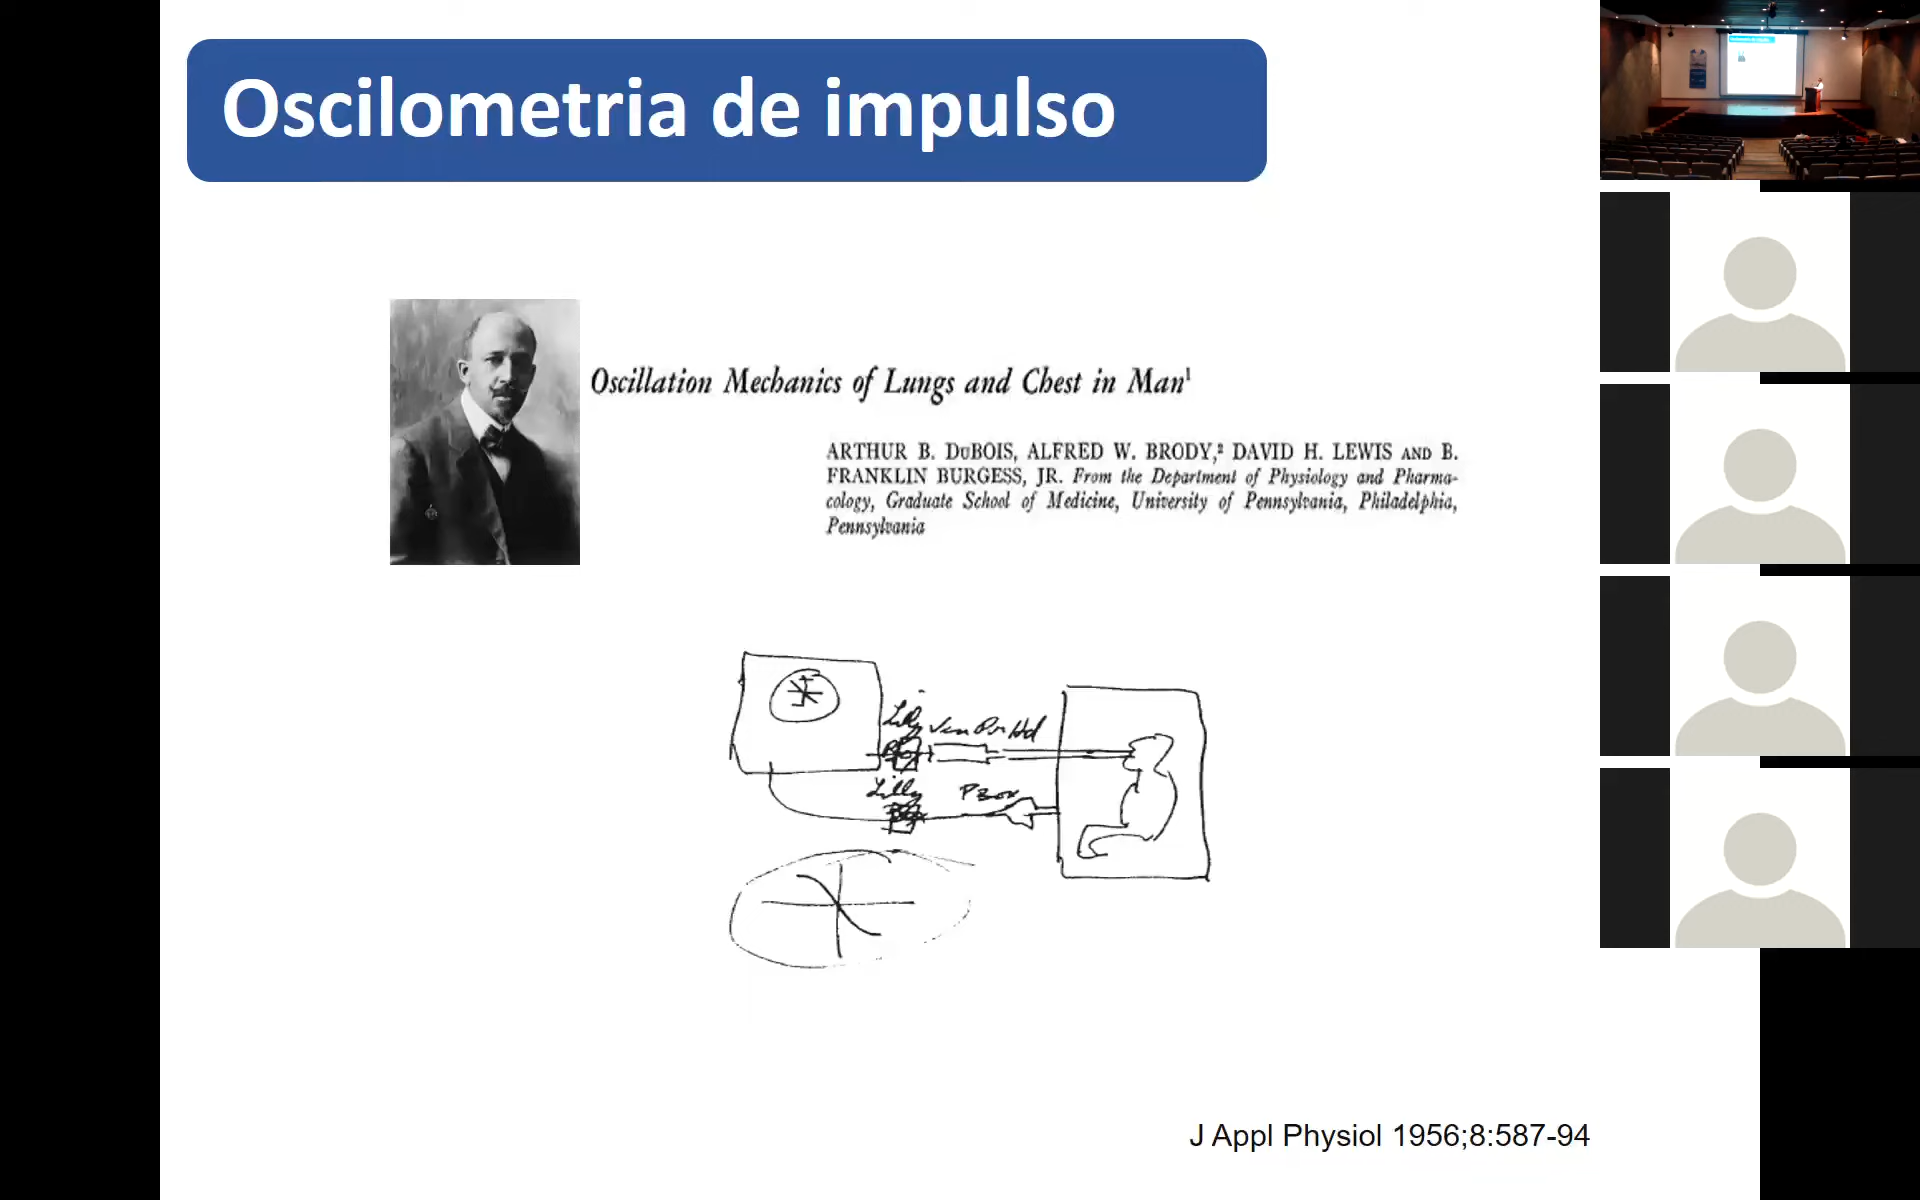 Oscilometria de impulso
Oscillation Mechanics of Lungs and Chest in Man¹
ARTHUR B. DuBOIS, ALFRED W. BRODY,² DAVID H. LEWIS AND B.
FRANKLIN BURGESS, JR. From the Department of Physiology and Pharma-
cology, Graduate School of Medicine, University of Pennsylvania, Philadelphia,
Pennsylvania
Lilly
Lilly
P Box
J Appl Physiol 1956;8:587-94